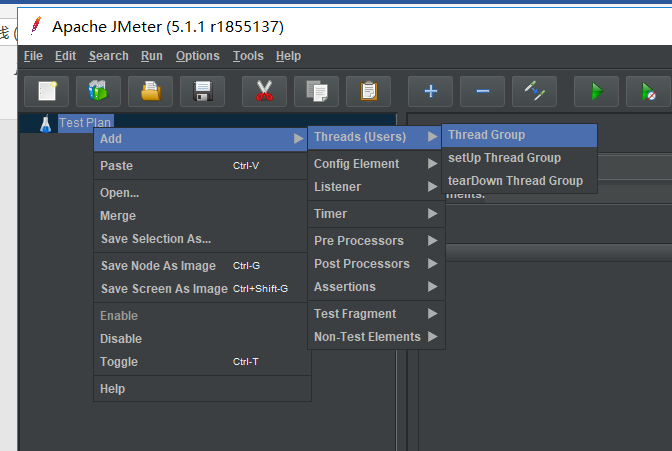 Apache JMeter (5.1.1 r1855137)
File Edit Search Run Options Tools Help
Test Plan
Add
Paste Ctrl-V
Open...
Merge
Save Selection As...
Save Node As Image Ctrl-G
Save Screen As Image Ctrl+Shift-G
Enable
Disable
Toggle Ctrl-T
Help
Threads (Users)
Config Element
Listener
Timer
Pre Processors
Post Processors
Assertions
Test Fragment
Non-Test Elements
Thread Group
setUp Thread Group
tearDown Thread Group